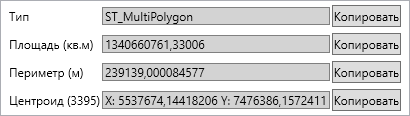 Тип ST_MultiPolygon Копировать
Площадь (кв.м) 1340660761,33006 Копировать
Периметр (м) 239139,000084577 Копировать
Центроид (3395) X: 5537674,14418206 Y: 7476386,1572411 Копировать